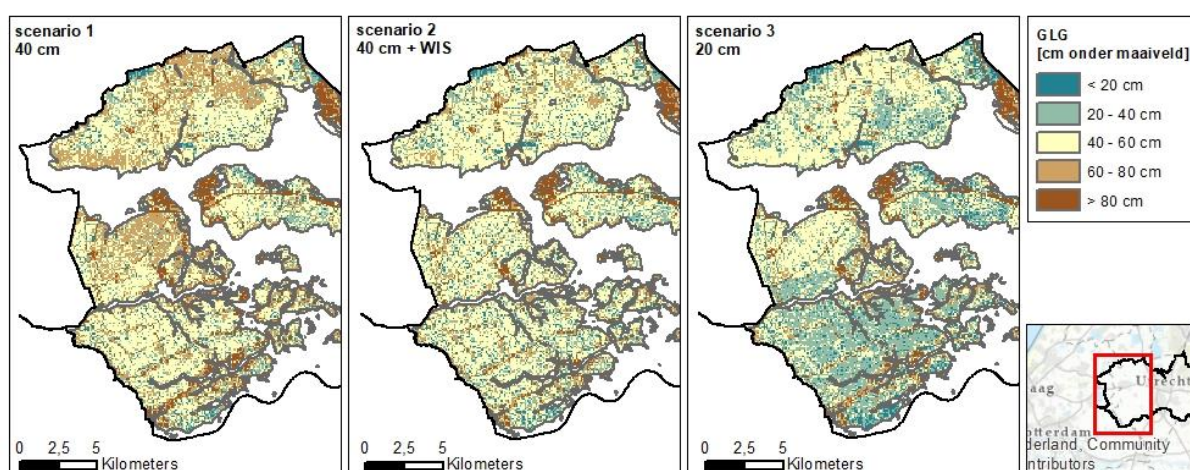 scenario 1
40 cm
0 2,5 5
Kilometers
scenario 2
40 cm + WIS
0 2,5 5
Kilometers
scenario 3
20 cm
0 2,5 5
Kilometers
GLG
[cm onder maaiveld]
< 20 cm
20 - 40 cm
40 - 60 cm
60 - 80 cm
> 80 cm
aag
Utrecht
otterdam
derland, Community
ntributors